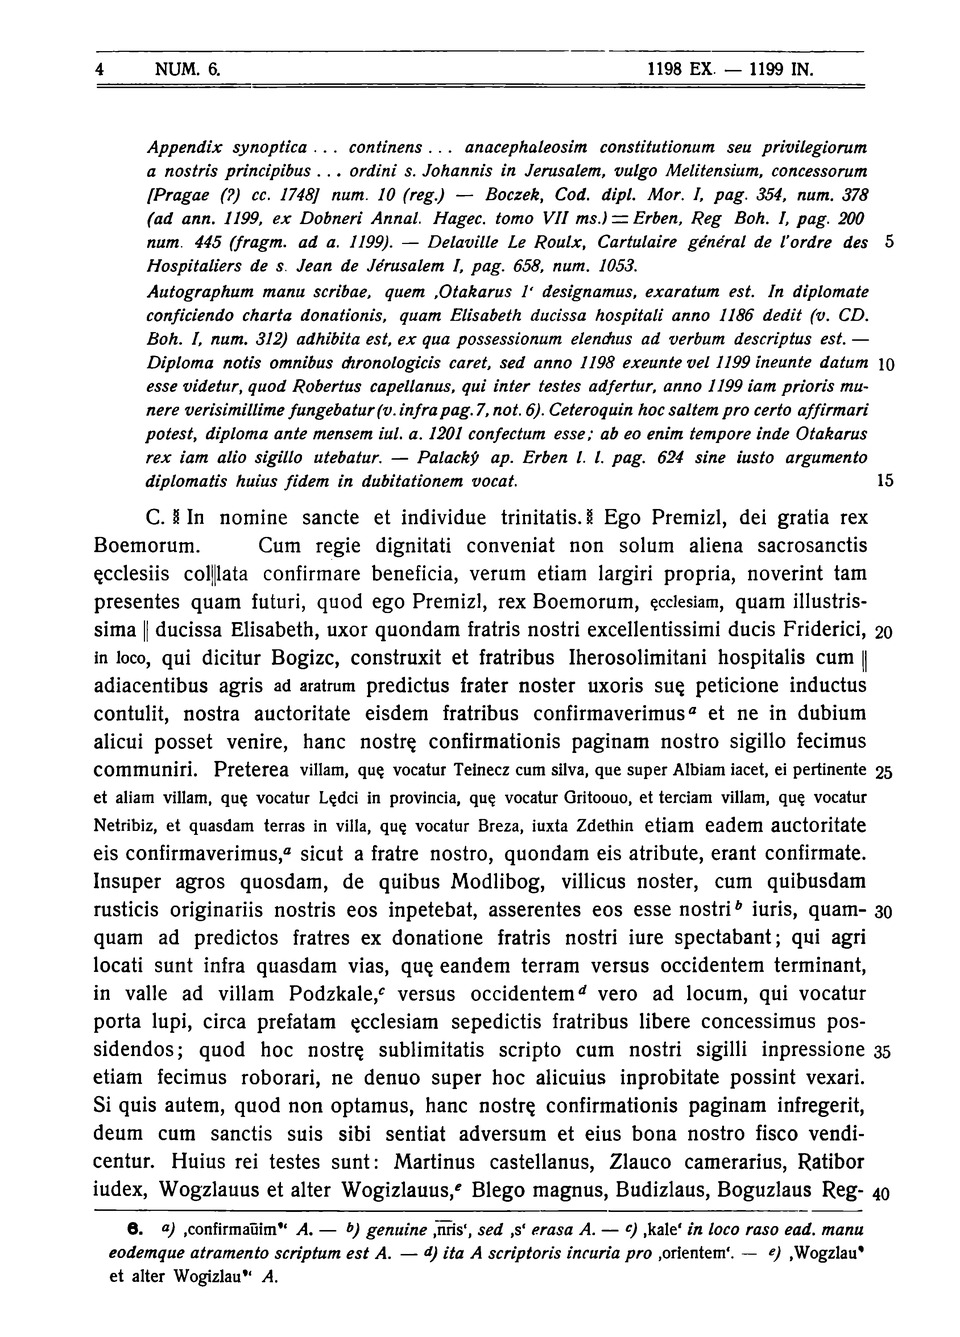 4 NUM. 6. 1198 EX. — 1199 IN.
Appendix synoptica . . . continens . . . anacephaleosim constitutionum seu privilegiorum
a nostris principibus . . . ordini s. Johannis in Jerusalem, vulgo Melitensium, concessorum
[Pragae (?) cc. 1748] num. 10 (reg.) — Boczek, Cod. dipl. Mor. I, pag. 354, num. 378
(ad ann. 1199, ex Dobneri Annal. Hagec. tomo VII ms.) = Erben, Reg Boh. I, pag. 200
num. 445 (fragm. ad a. 1199). — Delaville Le Roulx, Cartulaire général de l'ordre des 5
Hospitaliers de s. Jean de Jérusalem I, pag. 658, num. 1053.
Autographum manu scribae, quem ‚Otakarus 1‘ designamus, exaratum est. In diplomate
conficiendo charta donationis, quam Elisabeth ducissa hospitali anno 1186 dedit (v. CD.
Boh. I, num. 312) adhibita est, ex qua possessionum elenchus ad verbum descriptus est. —
Diploma notis omnibus chronologicis caret, sed anno 1198 exeunte vel 1199 ineunte datum 10
esse videtur, quod Robertus capellanus, qui inter testes adfertur, anno 1199 iam prioris mu-
nere verisimillime fungebatur (v. infra pag. 7, not. 6). Ceteroquin hoc saltem pro certo affirmari
potest, diploma ante mensem iul. a. 1201 confectum esse; ab eo enim tempore inde Otakarus
rex iam alio sigillo utebatur. — Palacký ap. Erben l. l. pag. 624 sine iusto argumento
diplomatis huius fidem in dubitationem vocat. 15
C. § In nomine sancte et individue trinitatis. § Ego Premizl, dei gratia rex
Boemorum. Cum regie dignitati conveniat non solum aliena sacrosanctis
ęcclesiis col||lata confirmare beneficia, verum etiam largiri propria, noverint tam
presentes quam futuri, quod ego Premizl, rex Boemorum, ęcclesiam, quam illustris-
sima || ducissa Elisabeth, uxor quondam fratris nostri excellentissimi ducis Friderici, 20
in loco, qui dicitur Bogizc, construxit et fratribus Iherosolimitani hospitalis cum ||
adiacentibus agris ad aratrum predictus frater noster uxoris suę peticione inductus
contulit, nostra auctoritate eisdem fratribus confirmaverimus a et ne in dubium
alicui posset venire, hanc nostrę confirmationis paginam nostro sigillo fecimus
communiri. Preterea villam, quę vocatur Teinecz cum silva, que super Albiam iacet, ei pertinente 25
et aliam villam, quę vocatur Lędci in provincia, quę vocatur Gritoouo, et terciam villam, quę vocatur
Netribiz, et quasdam terras in villa, quę vocatur Breza, iuxta Zdethin etiam eadem auctoritate
eis confirmaverimus, a sicut a fratre nostro, quondam eis atribute, erant confirmate.
Insuper agros quosdam, de quibus Modlibog, villicus noster, cum quibusdam
rusticis originariis nostris eos inpetebat, asserentes eos esse nostri b iuris, quam- 30
quam ad predictos fratres ex donatione fratris nostri iure spectabant; qui agri
locati sunt infra quasdam vias, quę eandem terram versus occidentem terminant,
in valle ad villam Podzkale, c versus occidentem d vero ad locum, qui vocatur
porta lupi, circa prefatam ęcclesiam sepedictis fratribus libere concessimus pos-
sidendos; quod hoc nostrę sublimitatis scripto cum nostri sigilli inpressione 35
etiam fecimus roborari, ne denuo super hoc alicuius inprobitate possint vexari.
Si quis autem, quod non optamus, hanc nostrę confirmationis paginam infregerit,
deum cum sanctis suis sibi sentiat adversum et eius bona nostro fisco vendi-
centur. Huius rei testes sunt: Martinus castellanus, Zlauco camerarius, Ratibor
iudex, Wogzlauus et alter Wogizlauus, e Blego magnus, Budizlaus, Boguzlaus Reg- 40
6. a) ‚confirmaūim⁹‘ A. — b) genuine ‚n̅r̅i̅s‘, sed ‚s‘ erasa A. — c) ‚kale‘ in loco raso ead. manu
eodemque atramento scriptum est A. — d) ita A scriptoris incuria pro ‚orientem‘. — e) ‚Wogzlau⁹
et alter Wogizlau⁹‘ A.